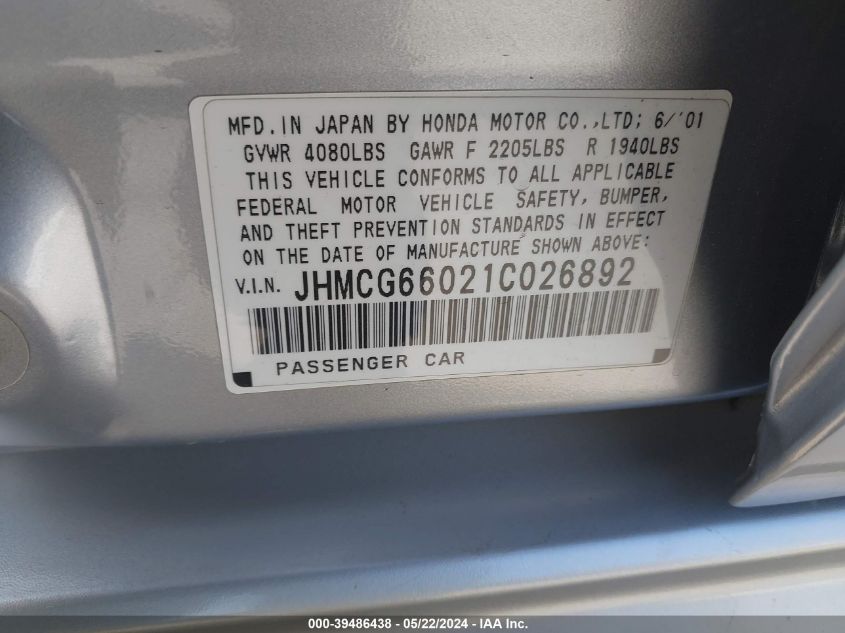 MFD.IN JAPAN BY HONDA MOTOR CO.,LTD; 6/'01
GVWR 4080LBS GAWR F 2205LBS R 1940LBS
THIS VEHICLE CONFORMS TO ALL APPLICABLE
FEDERAL MOTOR VEHICLE SAFETY, BUMPER,
AND THEFT PREVENTION STANDARDS IN EFFECT
ON THE DATE OF MANUFACTURE SHOWN ABOVE:
V.I.N. JHMCG66021C026892
PASSENGER CAR
000-39486438 - 05/22/2024 - IAA Inc.